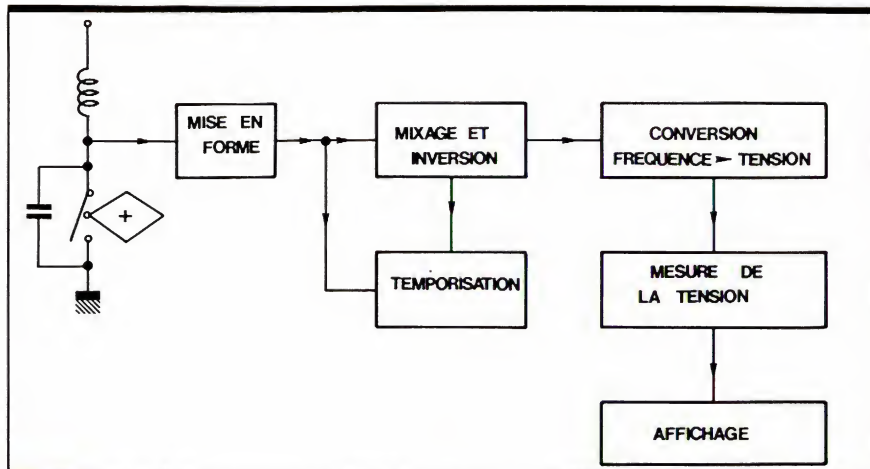 MISE EN
FORME
MIXAGE ET
INVERSION
CONVERSION
FREQUENCE ► TENSION
TEMPORISATION
MESURE DE
LA TENSION
AFFICHAGE
+